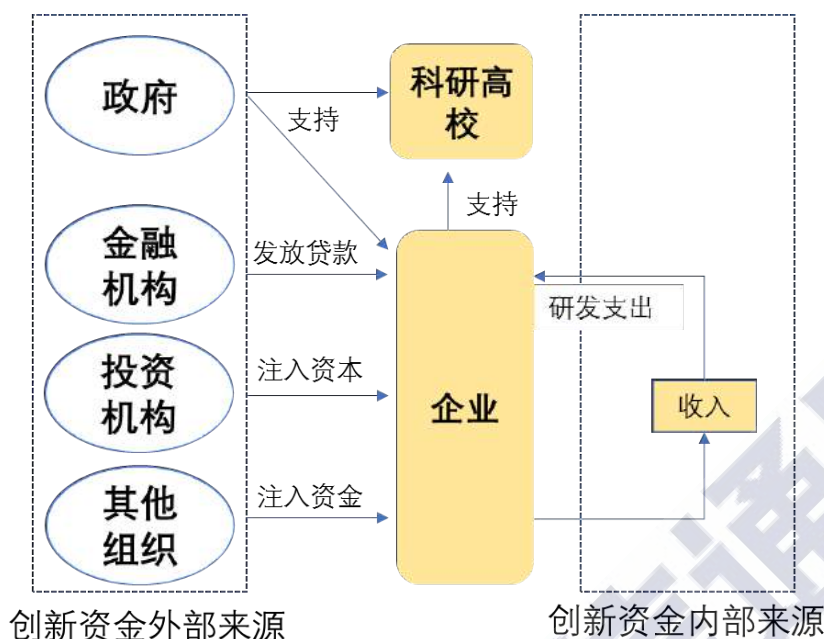 政府
科研高
校
支持
支持
金融
机构
发放贷款
研发支出
投资
机构
注入资本
企业
收入
其他
组织
注入资金
创新资金外部来源
创新资金内部来源